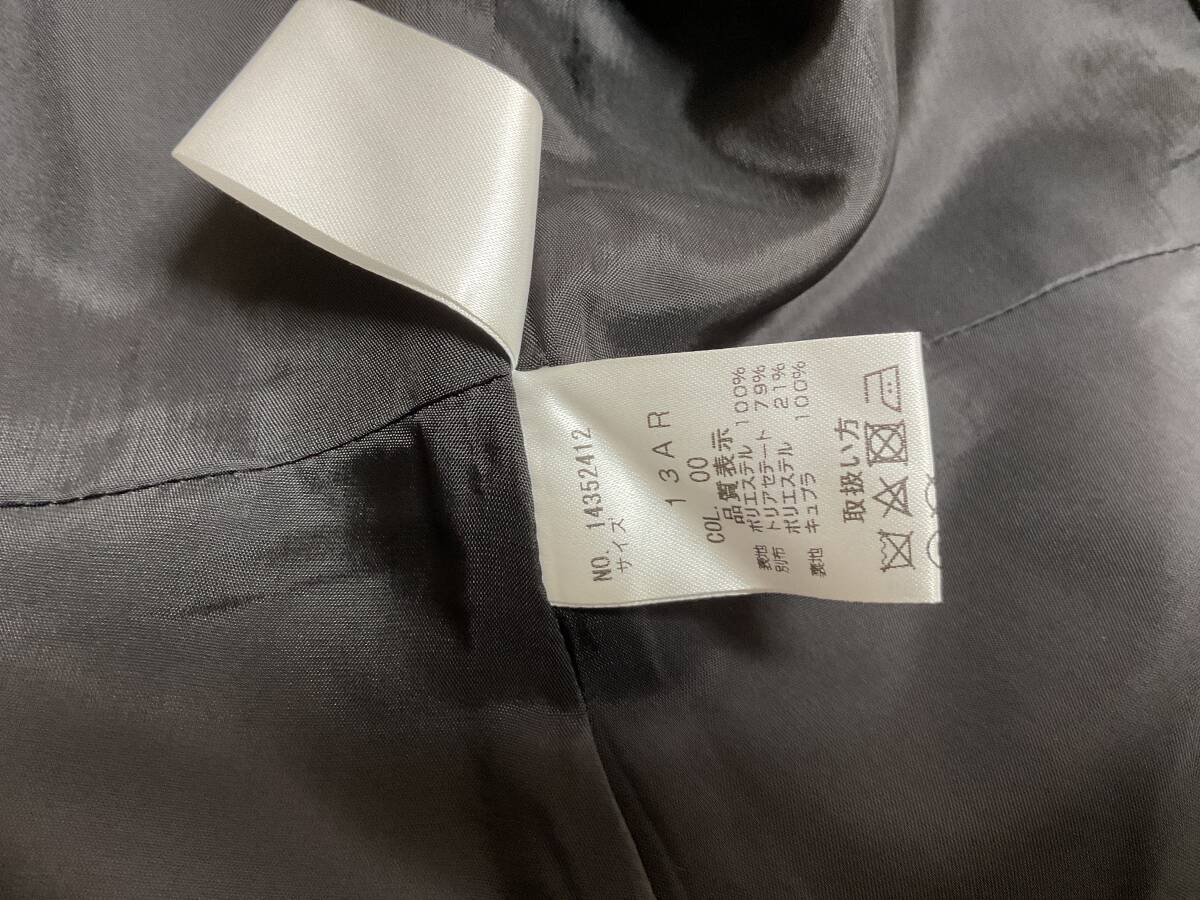 NO. 14352412
サイズ
13AR
COL. 00
品質表示
表地 ポリエステル 100%
別布 トリアセテート 79%
ポリエステル 21%
裏地 キュプラ 100%
取扱い方